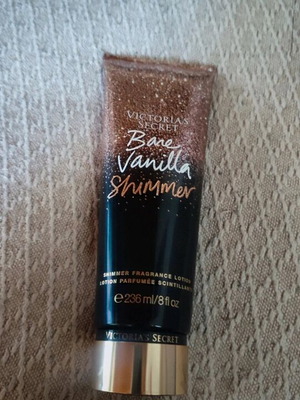 VICTORIA'S
SECRET
Bare
Vanilla
Shimmer
SHIMMER FRAGRANCE LOTION
LOTION PARFUMÉE SCINTILLANTE
℮ 236 ml/8 fl oz
VICTORIA'S SECRET